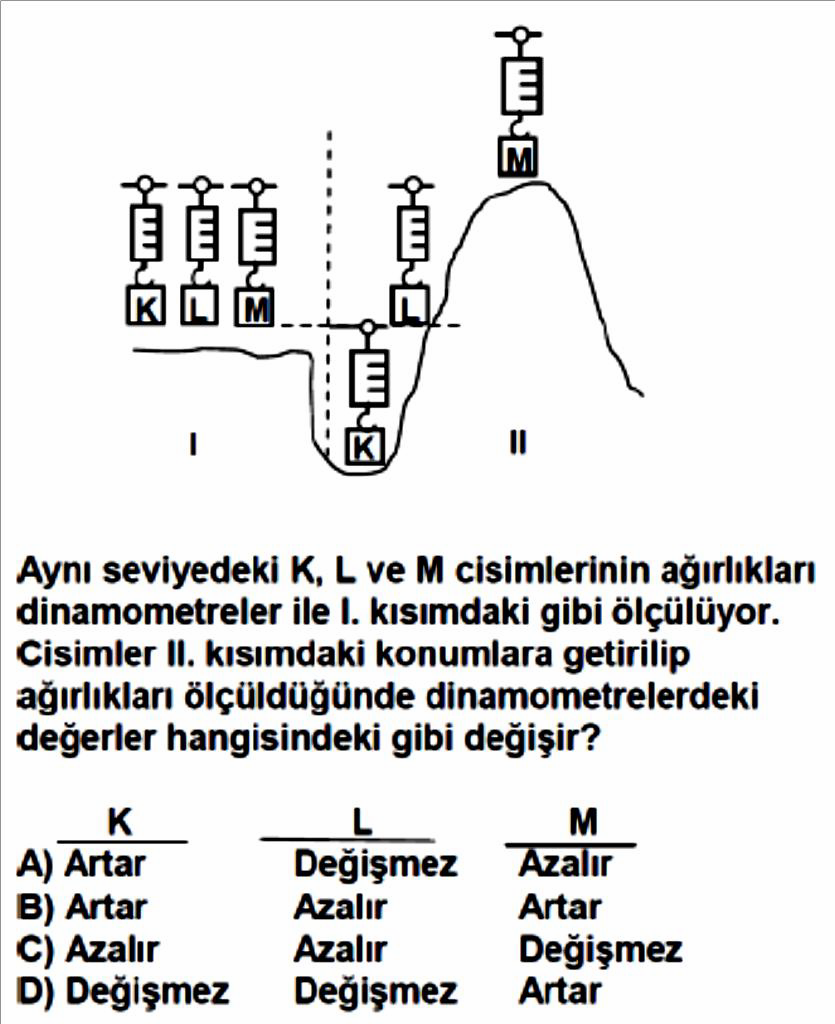 M
K L M L
K
I II
Aynı seviyedeki K, L ve M cisimlerinin ağırlıkları
dinamometreler ile I. kısımdaki gibi ölçülüyor.
Cisimler II. kısımdaki konumlara getirilip
ağırlıkları ölçüldüğünde dinamometrelerdeki
değerler hangisindeki gibi değişir?
K L M
A) Artar Değişmez Azalır
B) Artar Azalır Artar
C) Azalır Azalır Değişmez
D) Değişmez Değişmez Artar